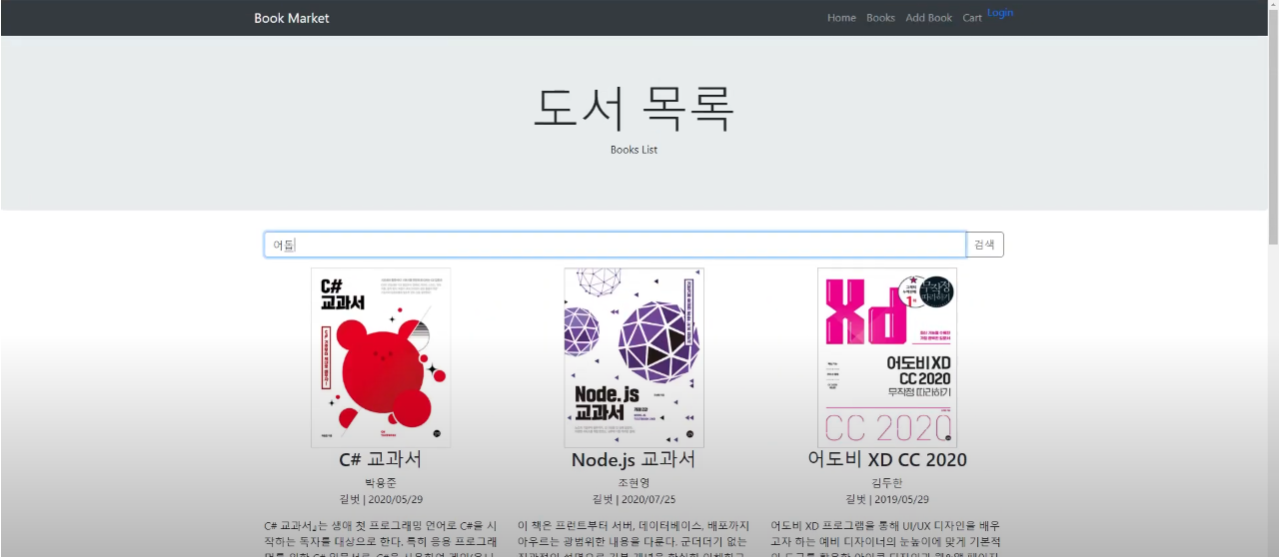 Book Market
Home Books Add Book Cart Login
도서 목록
Books List
어돕
검색
C#
교과서
Node.js
교과서
Xd
무작정
따라하기
어도비 XD
CC 2020
무작정 따라하기
CC 2020
C# 교과서
박용준
길벗 | 2020/05/29
Node.js 교과서
조현영
길벗 | 2020/07/25
어도비 XD CC 2020
김두한
길벗 | 2019/05/29
C# 교과서』는 생애 첫 프로그래밍 언어로 C#을 시
작하는 독자를 대상으로 한다. 특히 응용 프로그래
이 책은 프런트부터 서버, 데이터베이스, 배포까지
아우르는 광범위한 내용을 다룬다. 군더더기 없는
어도비 XD 프로그램을 통해 UI/UX 디자인을 배우
고자 하는 예비 디자이너의 눈높이에 맞게 기본적